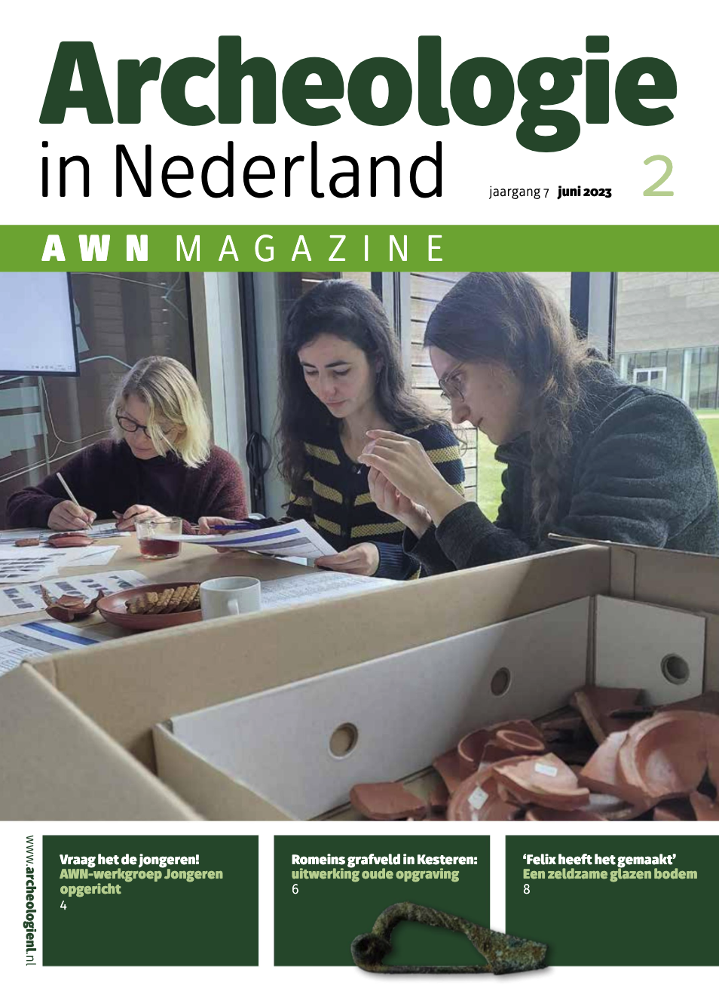 Archeologie
in Nederland
jaargang 7 juni 2023 2
AWN MAGAZINE
Vraag het de jongeren!
AWN-werkgroep Jongeren
opgericht
4
Romeins grafveld in Kesteren:
uitwerking oude opgraving
6
‘Felix heeft het gemaakt’
Een zeldzame glazen bodem
8
www.archeologienl.nl